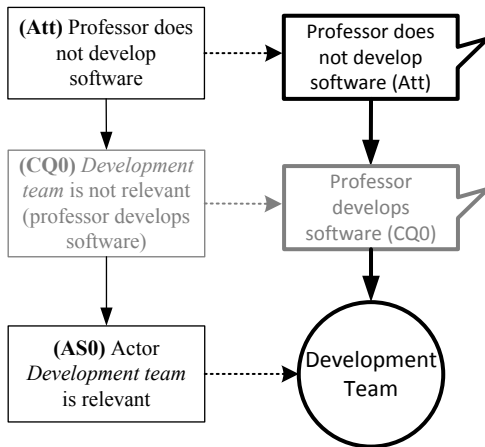 (Att) Professor does
not develop
software
Professor does
not develop
software (Att)
(CQ0) Development
team is not relevant
(professor develops
software)
Professor
develops
software (CQ0)
(AS0) Actor
Development team
is relevant
Development
Team